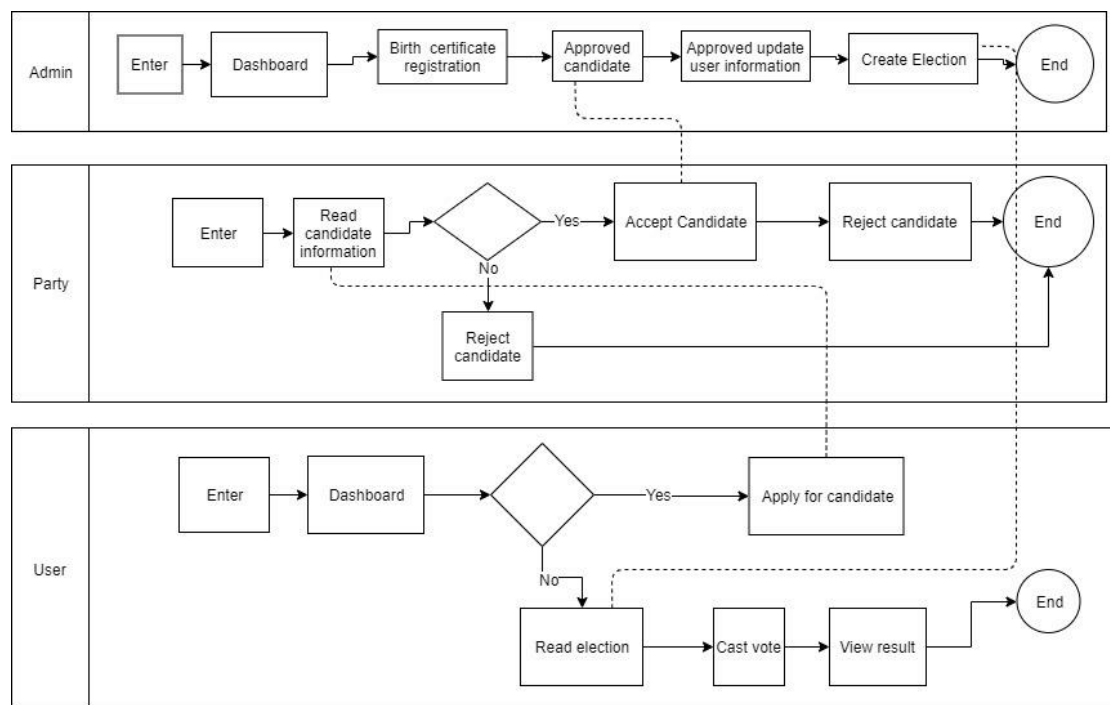 Admin
Enter
Dashboard
Birth certificate
registration
Approved
candidate
Approved update
user information
Create Election
End
Party
Enter
Read
candidate
information
Yes
Accept Candidate
Reject candidate
End
No
Reject
candidate
User
Enter
Dashboard
Yes
Apply for candidate
No
Read election
Cast vote
View result
End